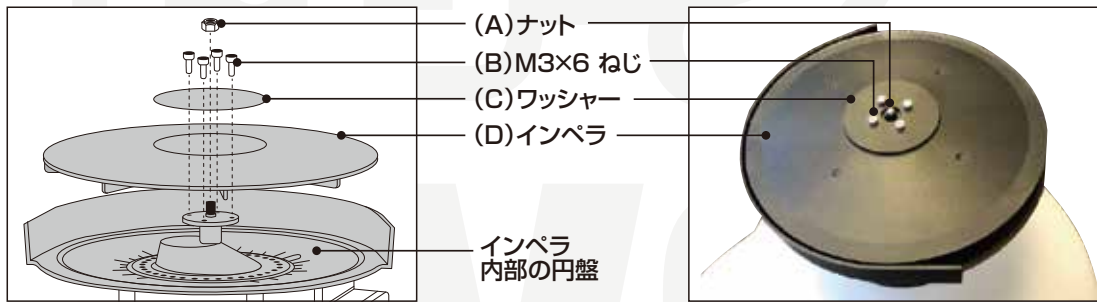 (A)ナット
(B)M3×6 ねじ
(C)ワッシャー
(D)インペラ
インペラ
内部の円盤